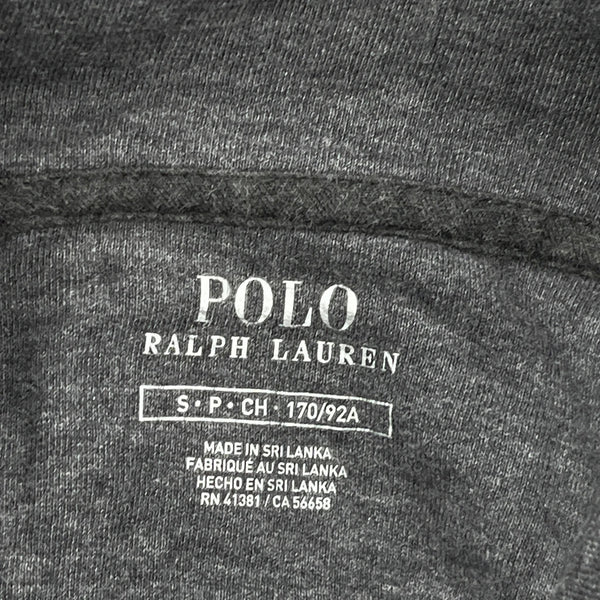 POLO
RALPH LAUREN
S • P • CH • 170/92A
MADE IN SRI LANKA
FABRIQUÉ AU SRI LANKA
HECHO EN SRI LANKA
RN 41381 / CA 56658